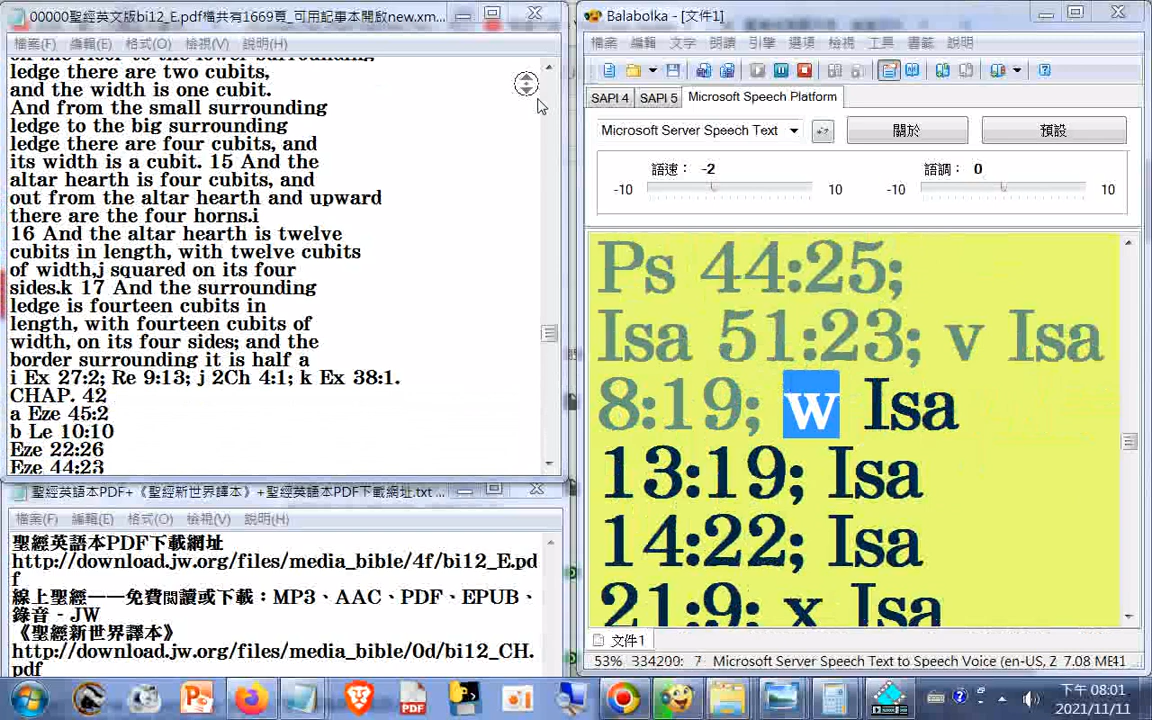 00000聖經英文版bi12_E.pdf檔共有1669頁_可用記事本開啟new.xm...
檔案(F) 編輯(E) 格式(O) 檢視(V) 說明(H)
on the floor to the lower surrounding
ledge there are two cubits,
and the width is one cubit.
And from the small surrounding
ledge to the big surrounding
ledge there are four cubits, and
its width is a cubit. 15 And the
altar hearth is four cubits, and
out from the altar hearth and upward
there are the four horns.i
16 And the altar hearth is twelve
cubits in length, with twelve cubits
of width,j squared on its four
sides.k 17 And the surrounding
ledge is fourteen cubits in
length, with fourteen cubits of
width, on its four sides; and the
border surrounding it is half a
i Ex 27:2; Re 9:13; j 2Ch 4:1; k Ex 38:1.
CHAP. 42
a Eze 45:2
b Le 10:10
Eze 22:26
Eze 44:23
聖經英語本PDF+《聖經新世界譯本》+聖經英語本PDF下載網址.txt ...
檔案(F) 編輯(E) 格式(O) 檢視(V) 說明(H)
聖經英語本PDF下載網址
http://download.jw.org/files/media_bible/4f/bi12_E.pd
f
線上聖經——免費閱讀或下載：MP3、AAC、PDF、EPUB、
錄音 - JW
《聖經新世界譯本》
http://download.jw.org/files/media_bible/0d/bi12_CH.
pdf
Balabolka - [文件1]
檔案 編輯 文字 朗讀 引擎 選項 檢視 工具 書籤 說明
SAPI 4 SAPI 5 Microsoft Speech Platform
Microsoft Server Speech Text 關於 預設
語速： -2 語調： 0
-10 10 -10 10
Ps 44:25;
Isa 51:23; v Isa
8:19; w Isa
13:19; Isa
14:22; Isa
21:9; x Isa
文件1
53% 334200: 7 Microsoft Server Speech Text to Speech Voice (en-US, Z 7.08 ME41
PDF
下午 08:01
2021/11/11